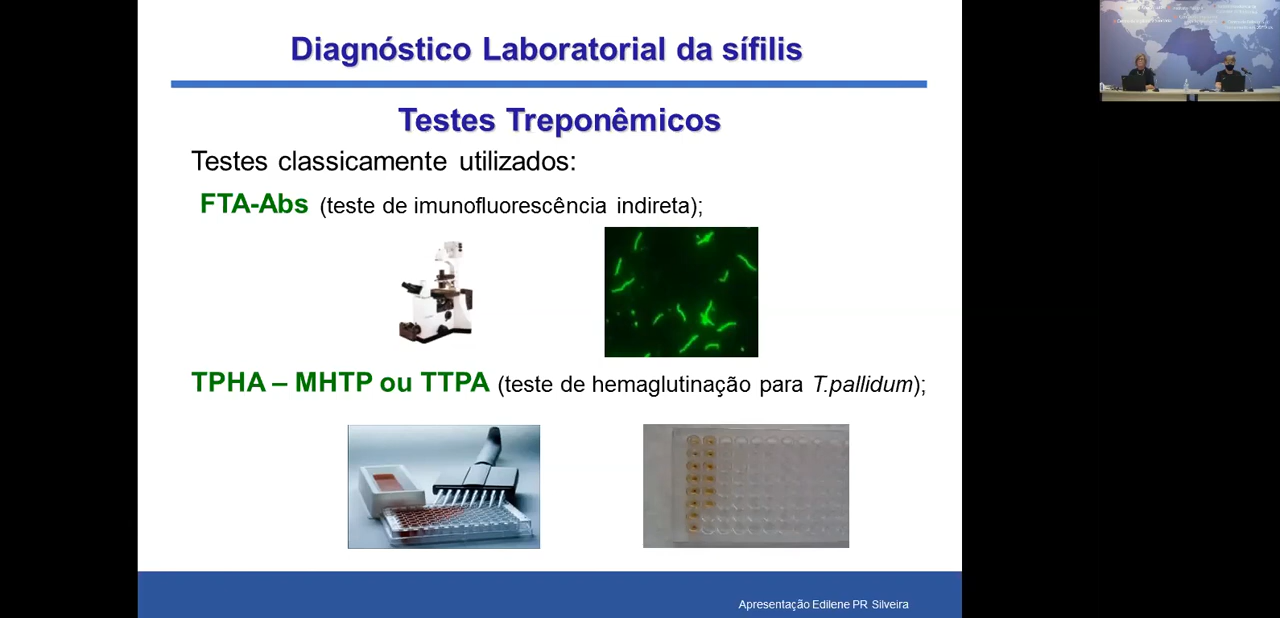 Diagnóstico Laboratorial da sífilis
Testes Treponêmicos
Testes classicamente utilizados:
FTA-Abs (teste de imunofluorescência indireta);
TPHA – MHTP ou TTPA (teste de hemaglutinação para T.pallidum);
Apresentação Edilene PR Silveira